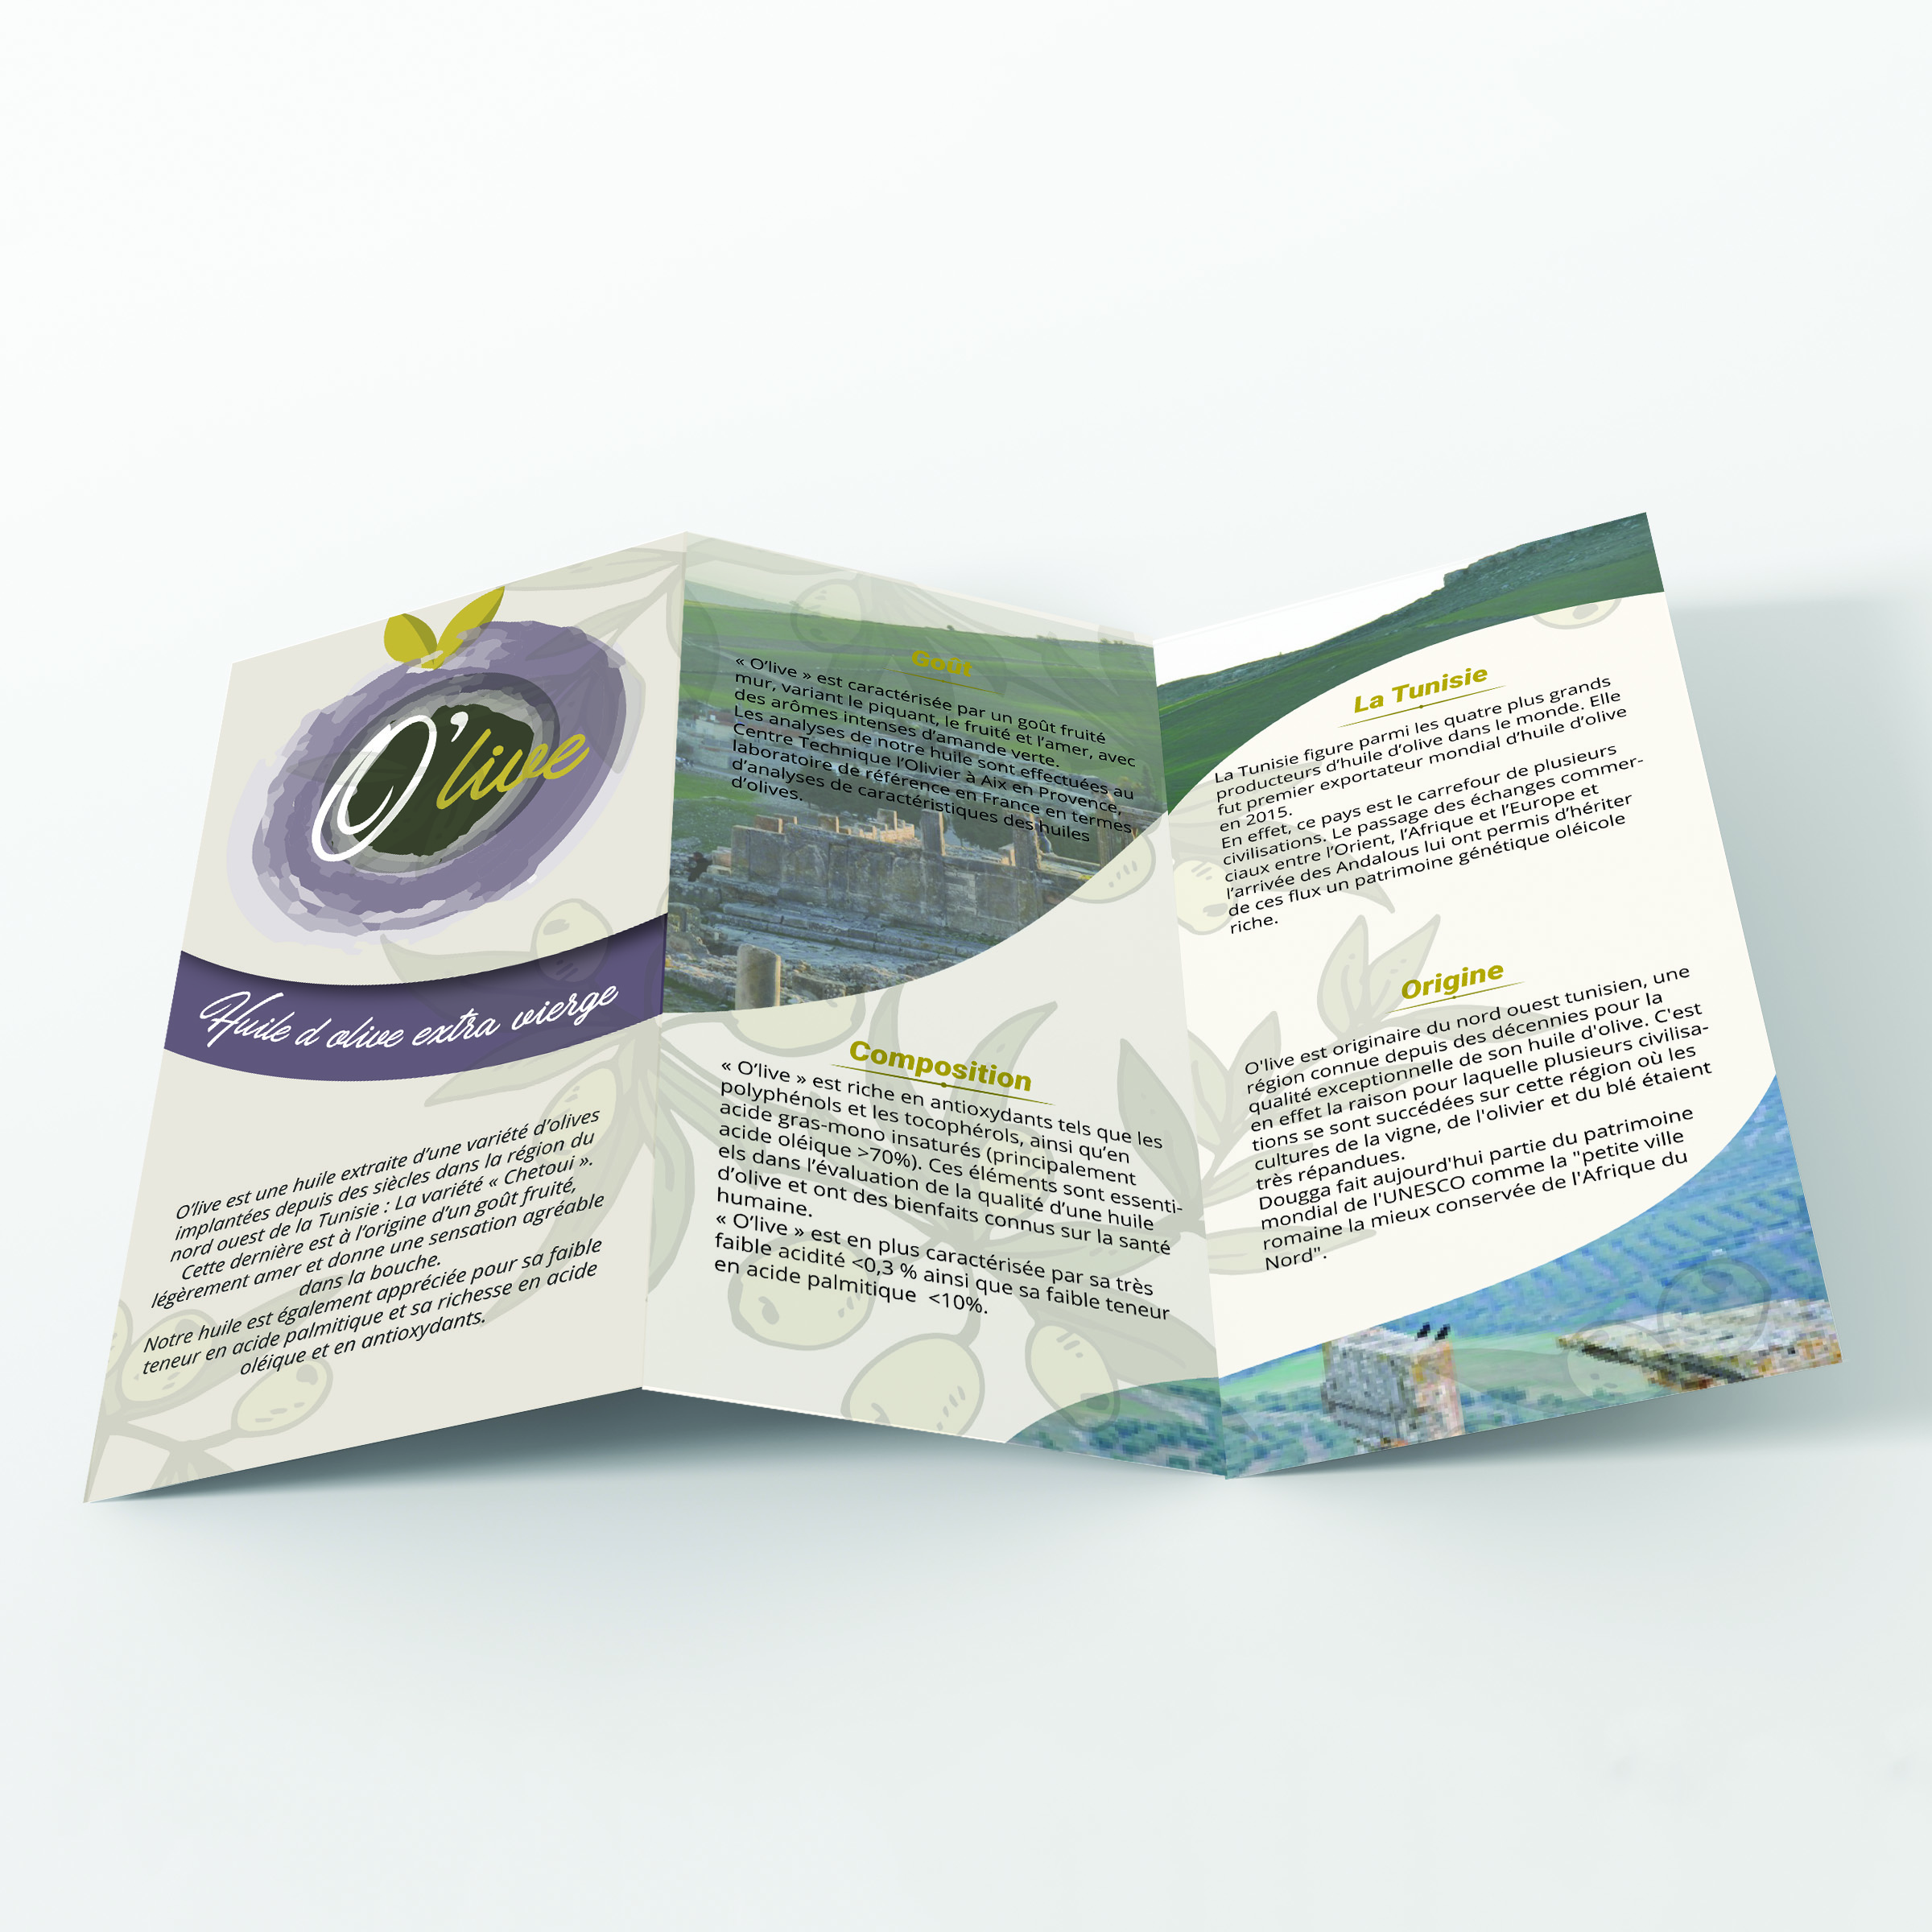 O'live
Huile d olive extra vierge
O’live est une huile extraite d’une variété d’olives
implantées depuis des siècles dans la région du
nord ouest de la Tunisie : La variété « Chetoui ».
Cette dernière est à l’origine d’un goût fruité,
légèrement amer et donne une sensation agréable
dans la bouche.
Notre huile est également appréciée pour sa faible
teneur en acide palmitique et sa richesse en acide
oléique et en antioxydants.
Goût
« O’live » est caractérisée par un goût fruité
mur, variant le piquant, le fruité et l’amer, avec
des arômes intenses d’amande verte.
Les analyses de notre huile sont effectuées au
Centre Technique l’Olivier à Aix en Provence,
laboratoire de référence en France en termes
d’analyses de caractéristiques des huiles
d’olives.
Composition
« O’live » est riche en antioxydants tels que les
polyphénols et les tocophérols, ainsi qu’en
acide gras-mono insaturés (principalement
acide oléique >70%). Ces éléments sont essenti-
els dans l’évaluation de la qualité d’une huile
d’olive et ont des bienfaits connus sur la santé
humaine.
« O’live » est en plus caractérisée par sa très
faible acidité <0,3 % ainsi que sa faible teneur
en acide palmitique <10%.
La Tunisie
La Tunisie figure parmi les quatre plus grands
producteurs d’huile d’olive dans le monde. Elle
fut premier exportateur mondial d’huile d’olive
en 2015.
En effet, ce pays est le carrefour de plusieurs
civilisations. Le passage des échanges commer-
ciaux entre l’Orient, l’Afrique et l’Europe et
l’arrivée des Andalous lui ont permis d’hériter
de ces flux un patrimoine génétique oléicole
riche.
Origine
O'live est originaire du nord ouest tunisien, une
région connue depuis des décennies pour la
qualité exceptionnelle de son huile d'olive. C'est
en effet la raison pour laquelle plusieurs civilisa-
tions se sont succédées sur cette région où les
cultures de la vigne, de l'olivier et du blé étaient
très répandues.
Dougga fait aujourd'hui partie du patrimoine
mondial de l'UNESCO comme la "petite ville
romaine la mieux conservée de l'Afrique du
Nord".